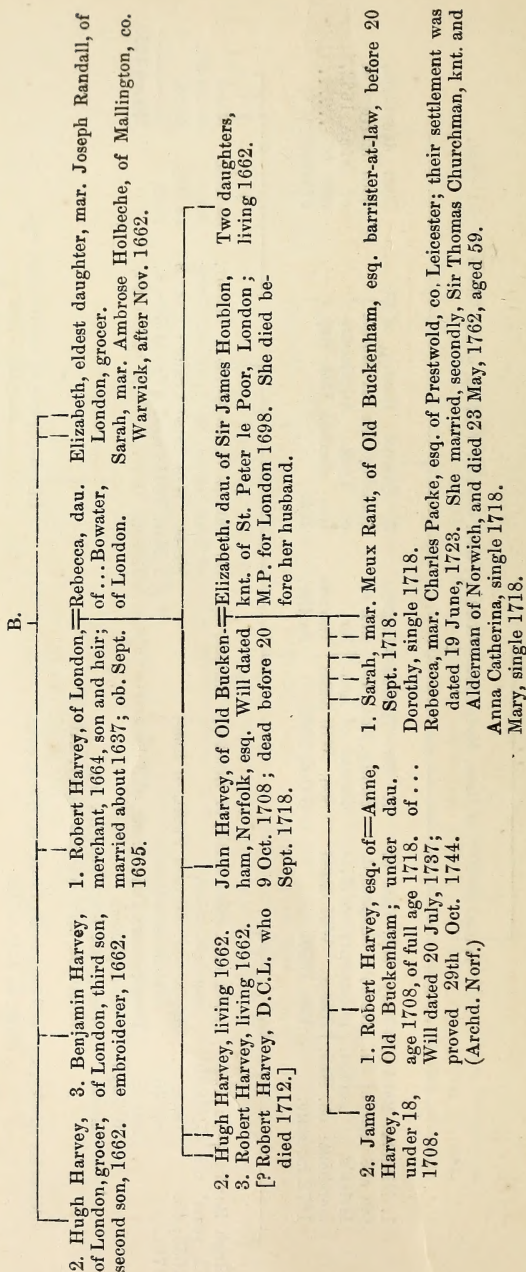 B.
2. Hugh Harvey,
of London, grocer,
second son, 1662.
3. Benjamin Harvey,
of London, third son,
embroiderer, 1662.
1. Robert Harvey, of London,
merchant, 1664, son and heir;
married about 1637; ob. Sept.
1695.
=Rebecca, dau.
of ... Bowater,
of London.
Elizabeth, eldest daughter, mar. Joseph Randall, of
London, grocer.
Sarah, mar. Ambrose Holbeche, of Mallington, co.
Warwick, after Nov. 1662.
2. Hugh Harvey, living 1662.
3. Robert Harvey, living 1662.
[? Robert Harvey, D.C.L. who
died 1712.]
John Harvey, of Old Bucken-
ham, Norfolk, esq. Will dated
9 Oct. 1708; dead before 20
Sept. 1718.
=Elizabeth. dau. of Sir James Houblon,
knt. of St. Peter le Poor, London;
M.P. for London 1698. She died be-
fore her husband.
Two daughters,
living 1662.
2. James
Harvey,
under 18,
1708.
1. Robert Harvey, esq. of
Old Buckenham; under
age 1708, of full age 1718.
Will dated 20 July, 1737;
proved 29th Oct. 1744.
(Archd. Norf.)
=Anne,
dau.
of ...
1. Sarah, mar. Meux Rant, of Old Buckenham, esq. barrister-at-law, before 20
Sept. 1718.
Dorothy, single 1718.
Rebecca, mar. Charles Packe, esq. of Prestwold, co. Leicester; their settlement was
dated 19 June, 1723. She married, secondly, Sir Thomas Churchman, knt. and
Alderman of Norwich, and died 23 May, 1762, aged 59.
Anna Catherina, single 1718.
Mary, single 1718.